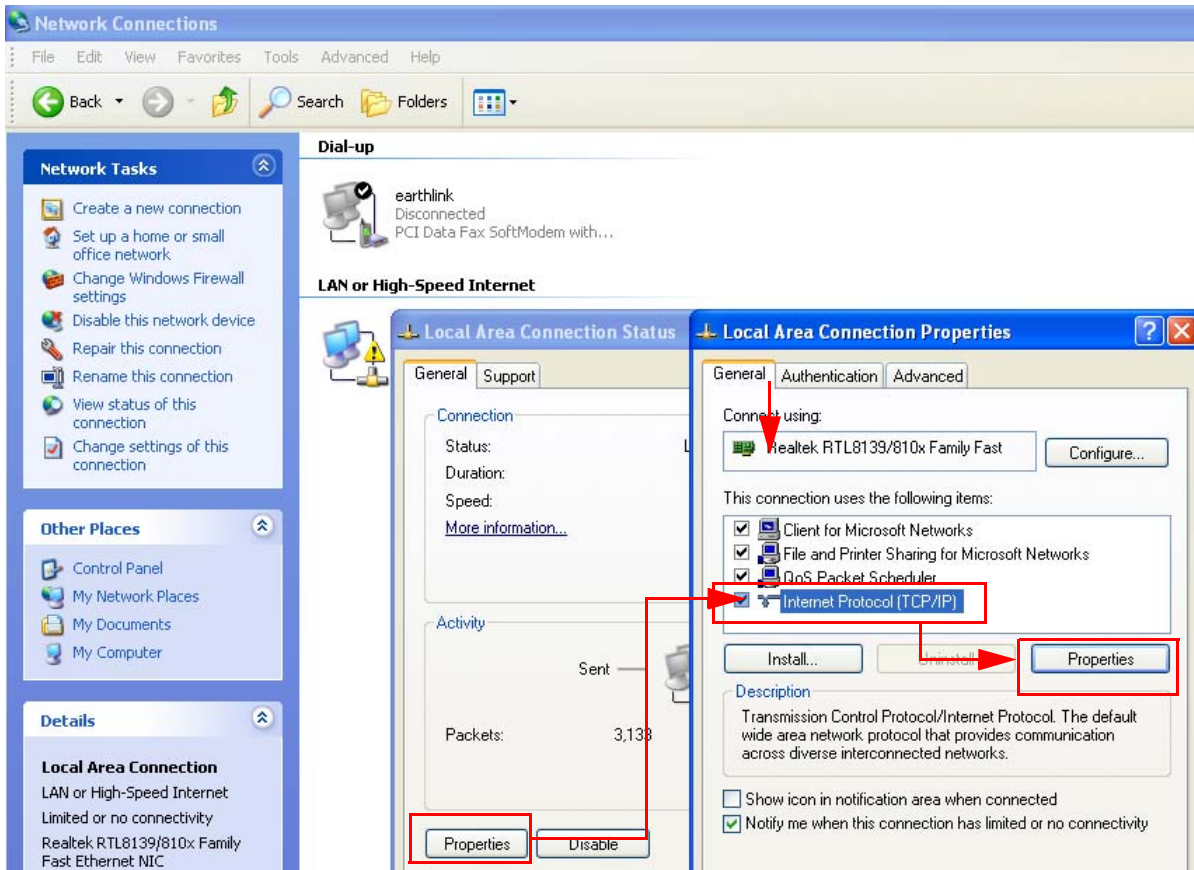 Network Connections
File Edit View Favorites Tools Advanced Help
Back Search Folders
Network Tasks
Create a new connection
Set up a home or small
office network
Change Windows Firewall
settings
Disable this network device
Repair this connection
Rename this connection
View status of this
connection
Change settings of this
connection
Other Places
Control Panel
My Network Places
My Documents
My Computer
Details
Local Area Connection
LAN or High-Speed Internet
Limited or no connectivity
Realtek RTL8139/810x Family
Fast Ethernet NIC
Dial-up
earthlink
Disconnected
PCI Data Fax SoftModem with...
LAN or High-Speed Internet
Local Area Connection Status
General Support
Connection
Status:
Duration:
Speed:
More information...
Activity
Sent
Packets: 3,133
Properties Disable
Local Area Connection Properties
General Authentication Advanced
Connect using:
Realtek RTL8139/810x Family Fast
Configure...
This connection uses the following items:
Client for Microsoft Networks
File and Printer Sharing for Microsoft Networks
QoS Packet Scheduler
Internet Protocol (TCP/IP)
Install... Uninstall Properties
Description
Transmission Control Protocol/Internet Protocol. The default
wide area network protocol that provides communication
across diverse interconnected networks.
Show icon in notification area when connected
Notify me when this connection has limited or no connectivity